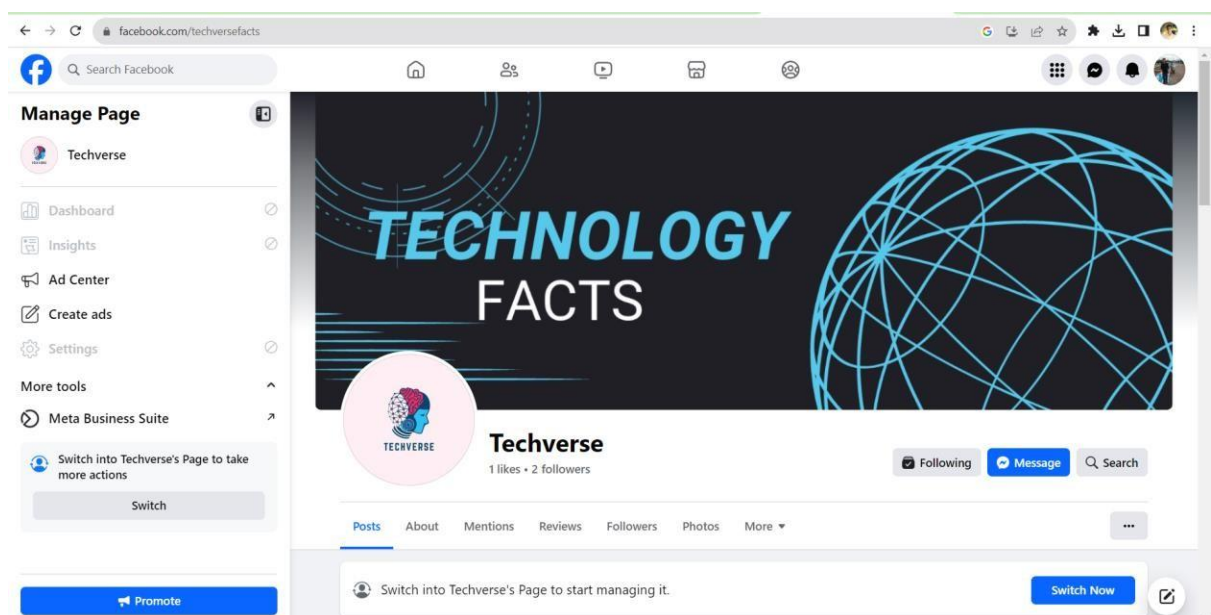 facebook.com/techversefacts
Search Facebook
Manage Page
Techverse
Dashboard
Insights
Ad Center
Create ads
Settings
More tools
Meta Business Suite
Switch into Techverse's Page to take
more actions
Switch
Promote
TECHNOLOGY
FACTS
TECHVERSE
Techverse
1 likes • 2 followers
Following
Message
Search
Posts About Mentions Reviews Followers Photos More
Switch into Techverse's Page to start managing it.
Switch Now